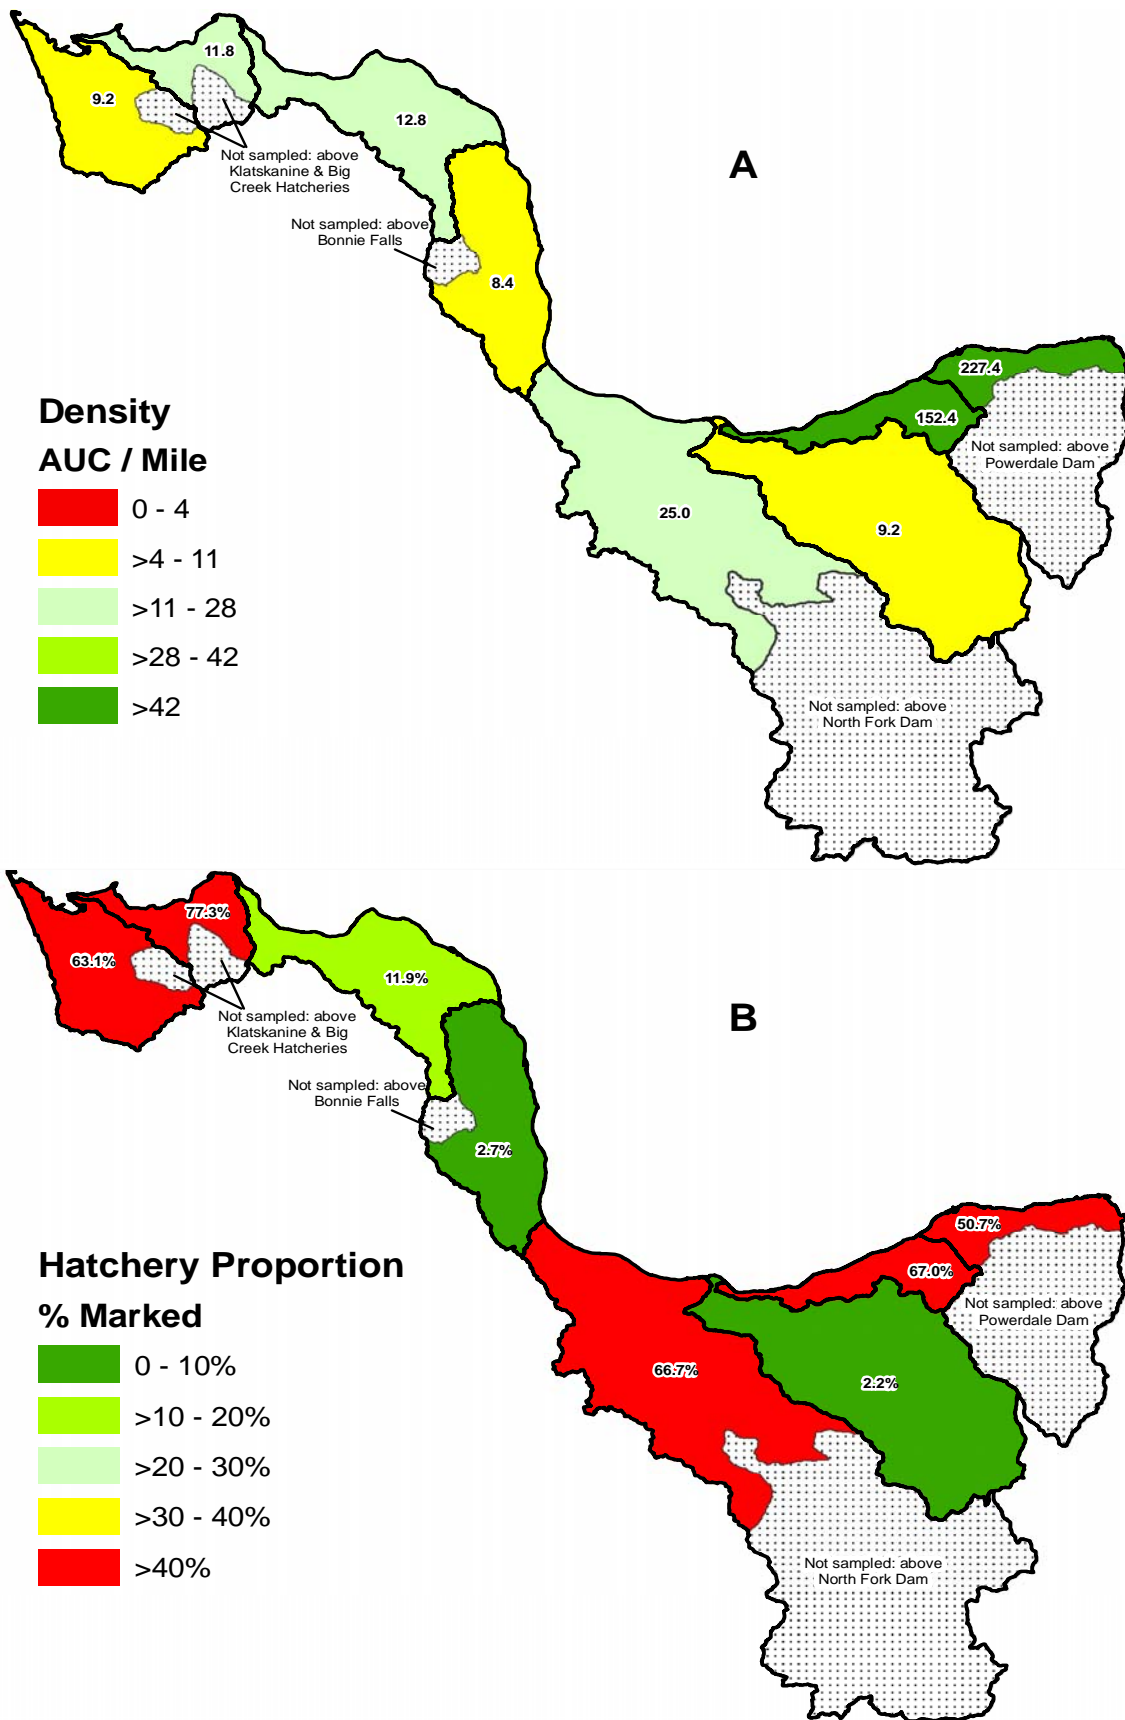 11.8
9.2
12.8
Not sampled: above
Klatskanine & Big
Creek Hatcheries
A
Not sampled: above
Bonnie Falls
8.4
227.4
152.4
Not sampled: above
Powerdale Dam
25.0
9.2
Not sampled: above
North Fork Dam
Density
AUC / Mile
0 - 4
>4 - 11
>11 - 28
>28 - 42
>42
77.3%
63.1%
11.9%
Not sampled: above
Klatskanine & Big
Creek Hatcheries
B
Not sampled: above
Bonnie Falls
2.7%
50.7%
67.0%
Not sampled: above
Powerdale Dam
66.7%
2.2%
Not sampled: above
North Fork Dam
Hatchery Proportion
% Marked
0 - 10%
>10 - 20%
>20 - 30%
>30 - 40%
>40%